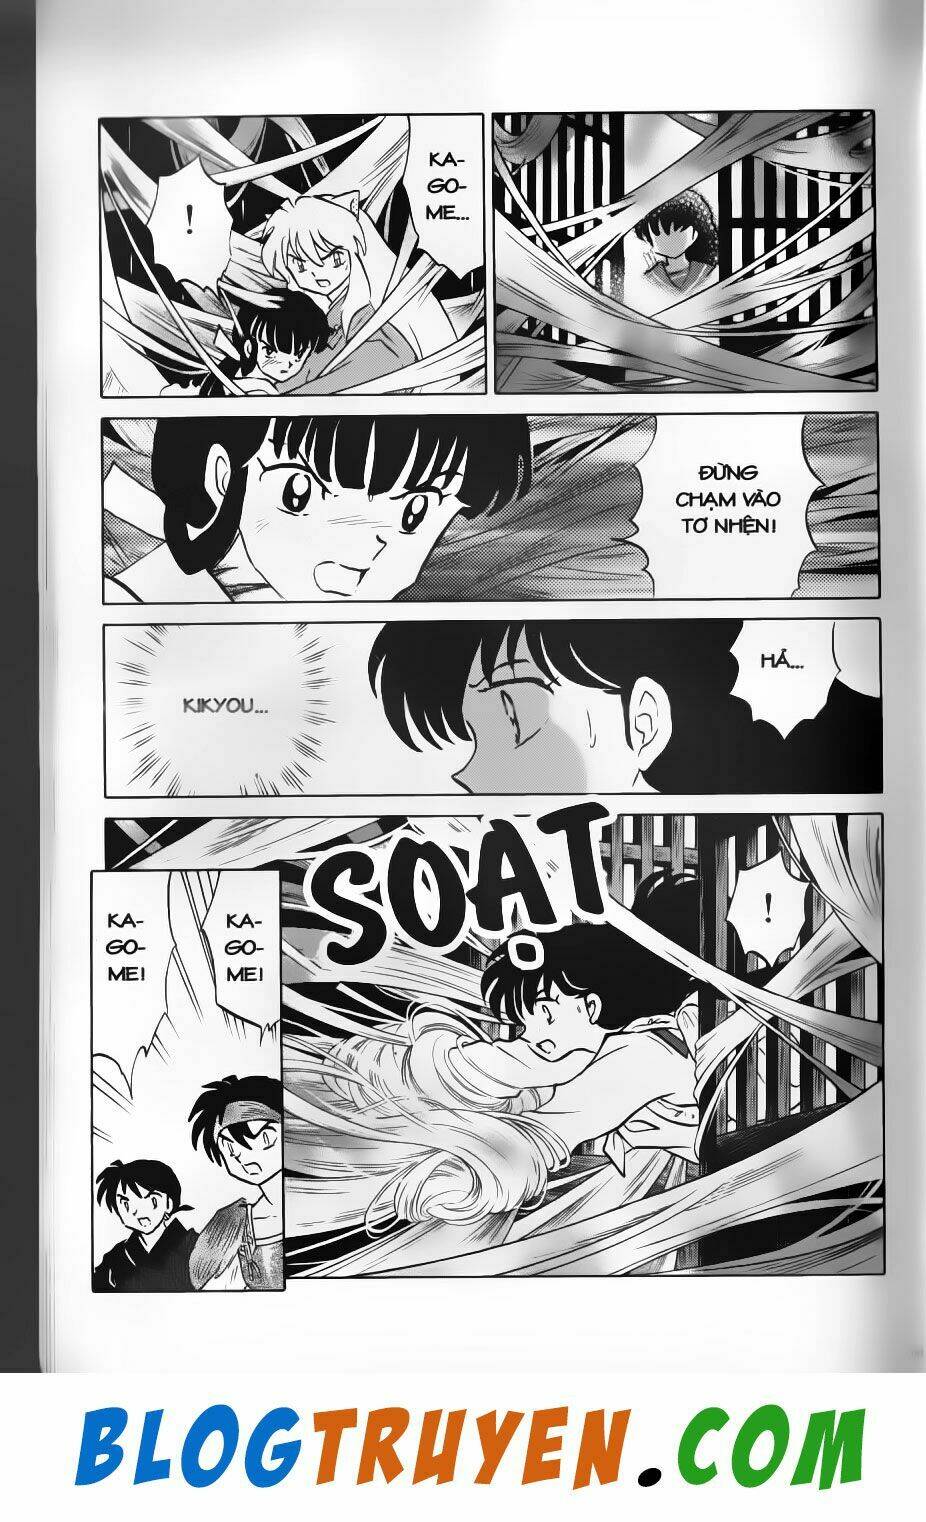 KA-
GO-
ME...
!
ĐỪNG
CHẠM VÀO
TƠ NHỆN!
HẢ...
KIKYOU...
SOẠT
!
KA-
GO-
ME!
KA-
GO-
ME!
BLOGTRUYEN.COM